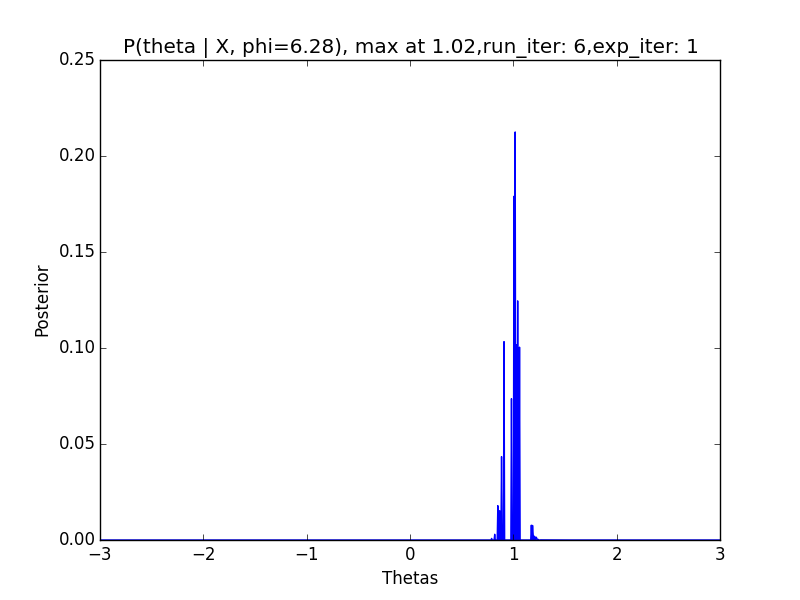 P(theta | X, phi=6.28), max at 1.02,run_iter: 6,exp_iter: 1
0.25
0.20
0.15
0.10
0.05
0.00
Posterior
−3 −2 −1 0 1 2 3
Thetas